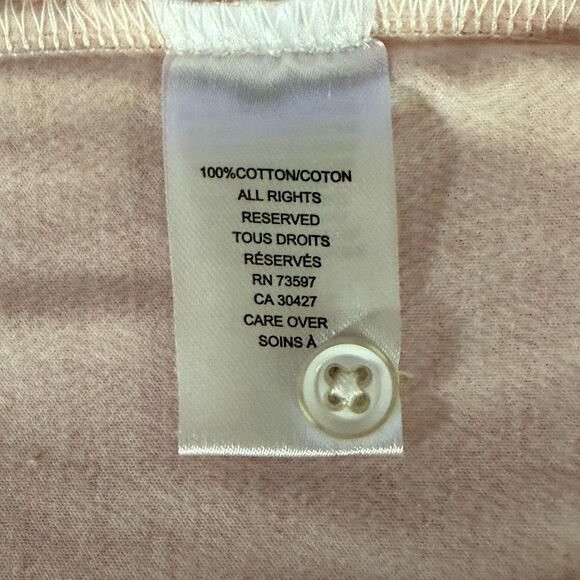 100%COTTON/COTON
ALL RIGHTS
RESERVED
TOUS DROITS
RÉSERVÉS
RN 73597
CA 30427
CARE OVER
SOINS À